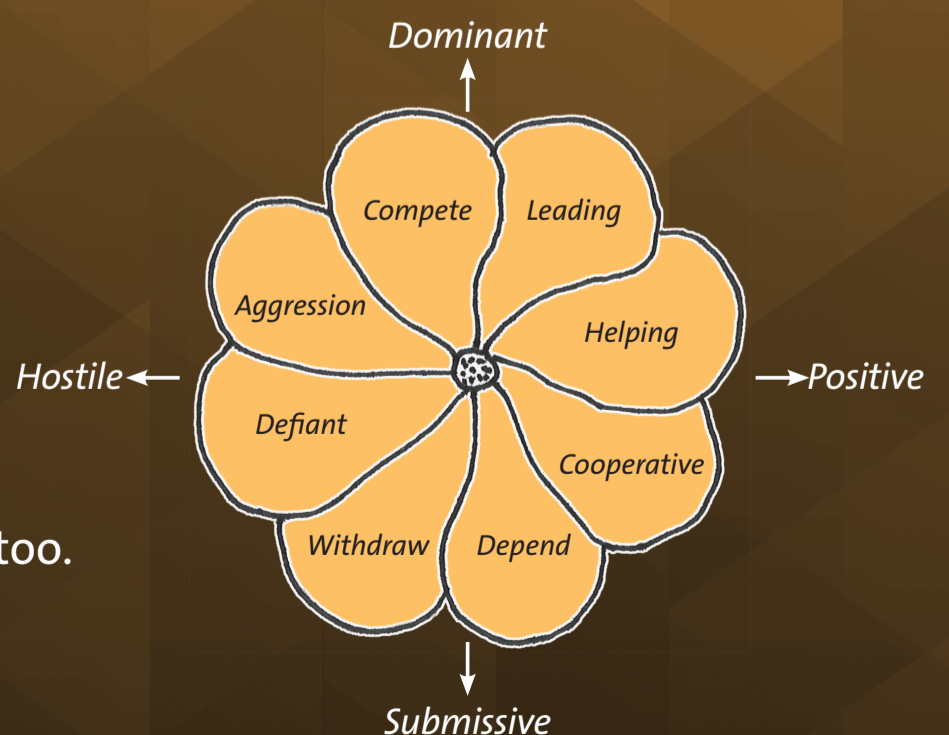 Dominant
Compete
Leading
Aggression
Helping
Hostile
Positive
Defiant
Cooperative
too.
Withdraw
Depend
Submissive